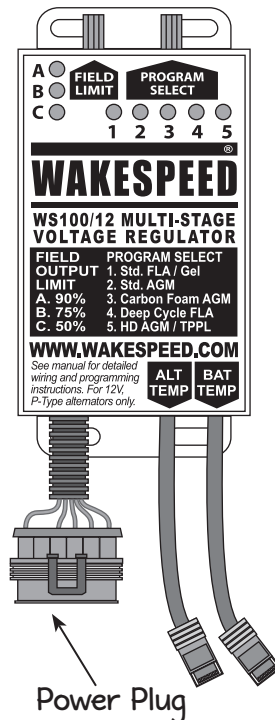 A
B
C
FIELD LIMIT
PROGRAM SELECT
1 2 3 4 5
®
WAKESPEED
WS100/12 MULTI-STAGE
VOLTAGE REGULATOR
FIELD
OUTPUT
LIMIT
A. 90%
B. 75%
C. 50%
PROGRAM SELECT
1. Std. FLA / Gel
2. Std. AGM
3. Carbon Foam AGM
4. Deep Cycle FLA
5. HD AGM / TPPL
WWW.WAKESPEED.COM
See manual for detailed
wiring and programming
instructions. For 12V,
P-Type alternators only.
ALT
TEMP
BAT
TEMP
Power Plug